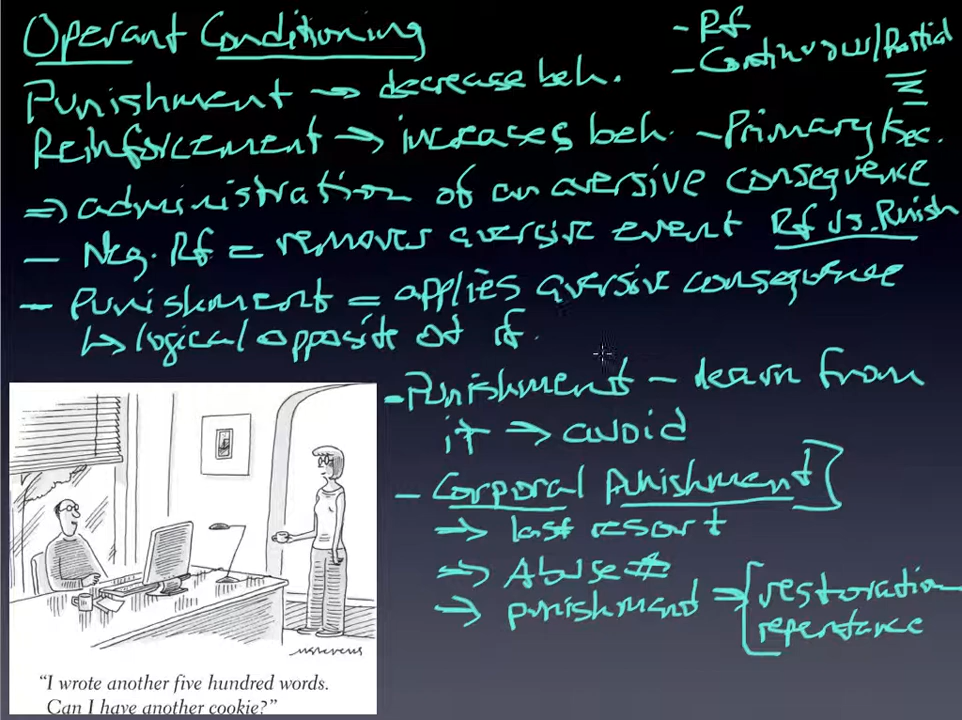 Operant Conditioning
- Rf
- Continuous/Partial
Punishment → decrease beh.
Reinforcement → increases beh. - Primary/Sec.
⇒ administration of an aversive consequence
- Neg. Rf = removes aversive event Rf vs. Punish
- Punishment = applies aversive consequence
↳ logical opposite of rf.
- Punishment - learn from
it ⇒ avoid
- Corporal punishment]
⇒ last resort
⇒ Abuse ≠
→ punishment ⇒ [restoration
repentance
"I wrote another five hundred words.
Can I have another cookie?"